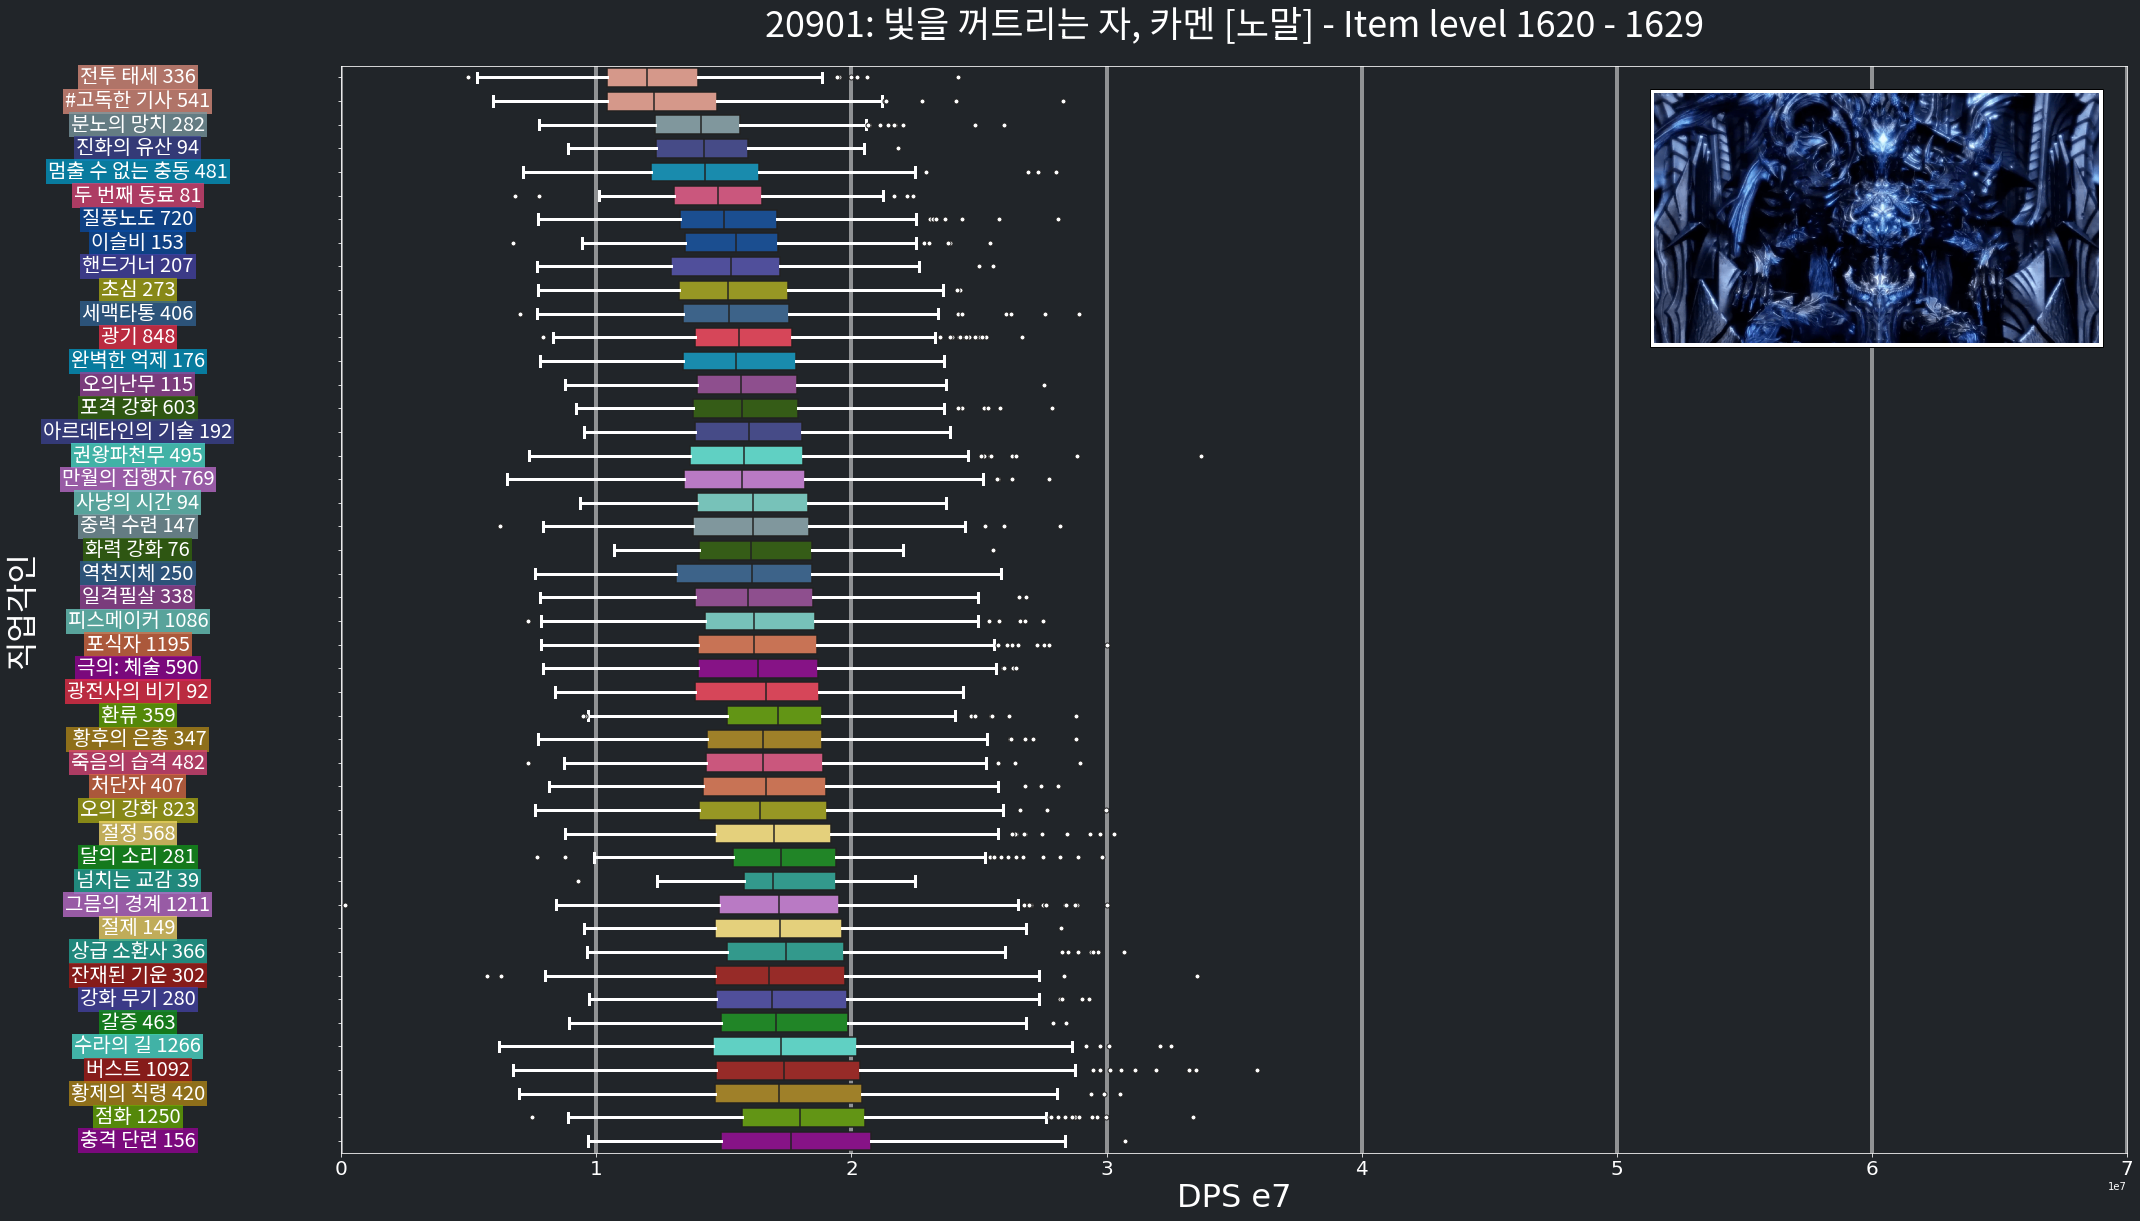 20901: 빛을 꺼트리는 자, 카멘 [노말] - Item level 1620 - 1629
직업각인
전투 태세 336
#고독한 기사 541
분노의 망치 282
진화의 유산 94
멈출 수 없는 충동 481
두 번째 동료 81
질풍노도 720
이슬비 153
핸드거너 207
초심 273
세맥타통 406
광기 848
완벽한 억제 176
오의난무 115
포격 강화 603
아르데타인의 기술 192
권왕파천무 495
만월의 집행자 769
사냥의 시간 94
중력 수련 147
화력 강화 76
역천지체 250
일격필살 338
피스메이커 1086
포식자 1195
극의: 체술 590
광전사의 비기 92
환류 359
황후의 은총 347
죽음의 습격 482
처단자 407
오의 강화 823
절정 568
달의 소리 281
넘치는 교감 39
그믐의 경계 1211
절제 149
상급 소환사 366
잔재된 기운 302
강화 무기 280
갈증 463
수라의 길 1266
버스트 1092
황제의 칙령 420
점화 1250
충격 단련 156
0 1 2 3 4 5 6 7
1e7
DPS e7